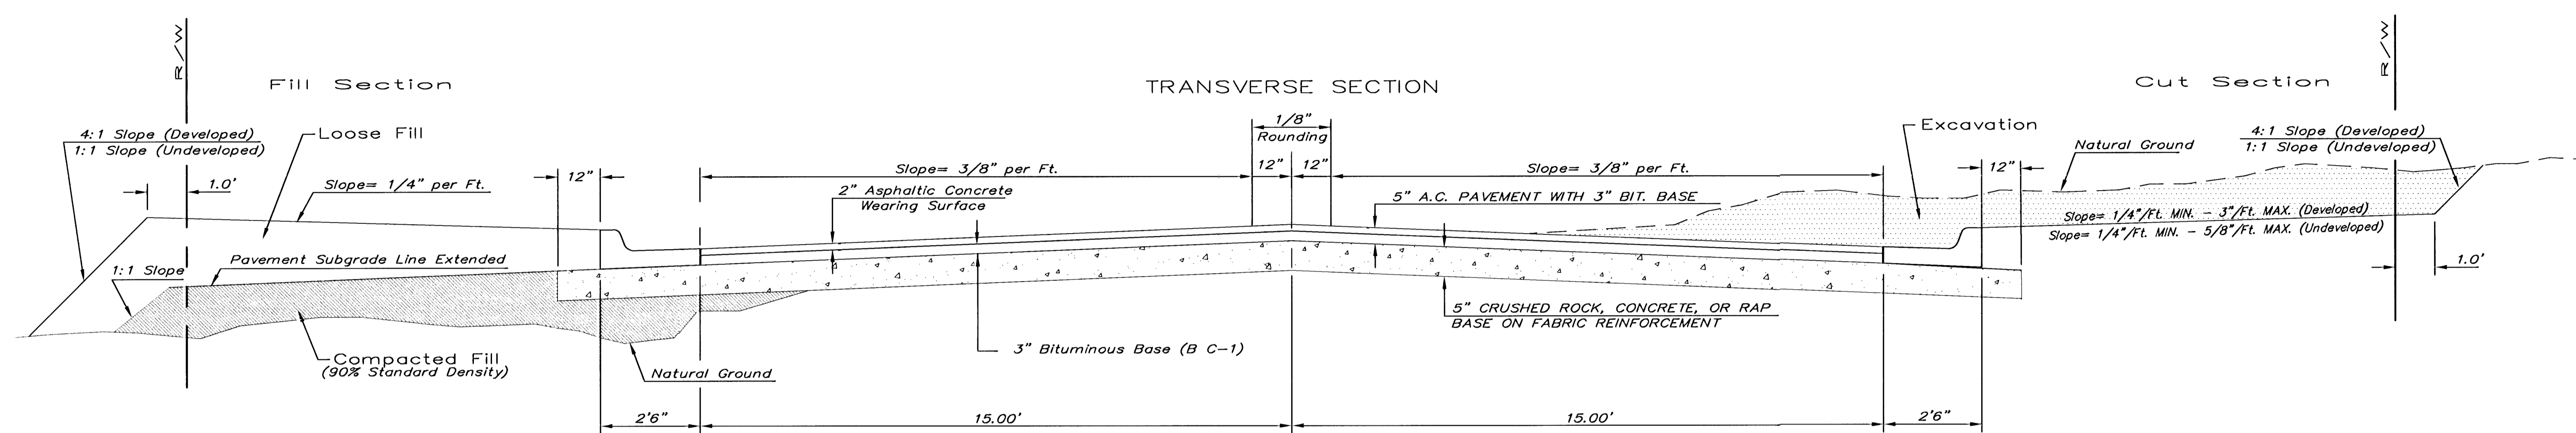 R/W
R/W
Fill Section
TRANSVERSE SECTION
Cut Section
4:1 Slope (Developed)
1:1 Slope (Undeveloped)
Loose Fill
1/8"
Rounding
Excavation
4:1 Slope (Developed)
1:1 Slope (Undeveloped)
Natural Ground
1.0'
Slope= 1/4" per Ft.
12"
Slope= 3/8" per Ft.
12"
12"
Slope= 3/8" per Ft.
12"
2" Asphaltic Concrete
Wearing Surface
5" A.C. PAVEMENT WITH 3" BIT. BASE
Slope= 1/4"/Ft. MIN. - 3"/Ft. MAX. (Developed)
Slope= 1/4"/Ft. MIN. - 5/8"/Ft. MAX. (Undeveloped)
1:1 Slope
Pavement Subgrade Line Extended
1.0'
5" CRUSHED ROCK, CONCRETE, OR RAP
BASE ON FABRIC REINFORCEMENT
Compacted Fill
(90% Standard Density)
3" Bituminous Base (B C-1)
Natural Ground
2'6"
15.00'
15.00'
2'6"